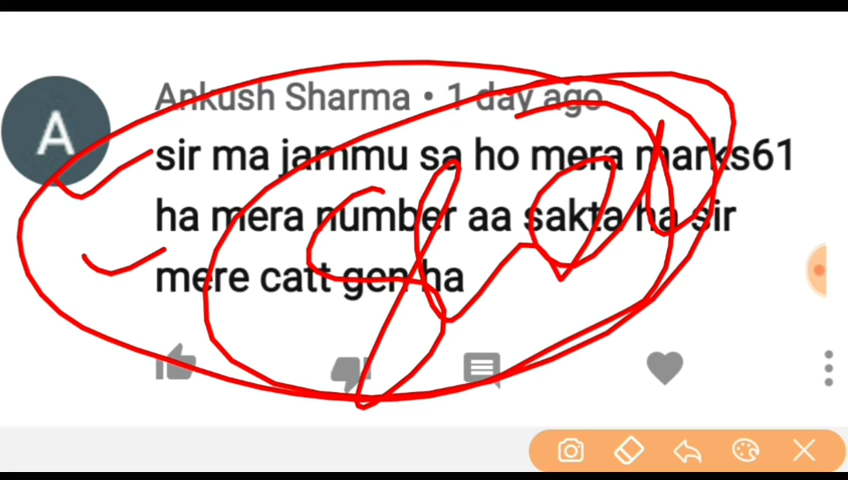 A
Ankush Sharma • 1 day ago
sir ma jammu sa ho mera marks61
ha mera number aa sakta ha sir
mere catt gen ha